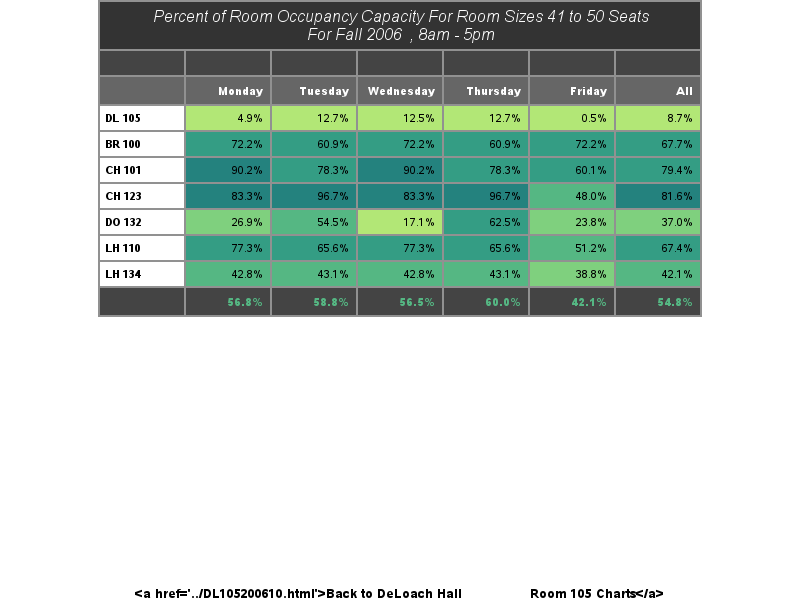 Percent of Room Occupancy Capacity For Room Sizes 41 to 50 Seats
For Fall 2006 , 8am - 5pm
Monday Tuesday Wednesday Thursday Friday All
DL 105 4.9% 12.7% 12.5% 12.7% 0.5% 8.7%
BR 100 72.2% 60.9% 72.2% 60.9% 72.2% 67.7%
CH 101 90.2% 78.3% 90.2% 78.3% 60.1% 79.4%
CH 123 83.3% 96.7% 83.3% 96.7% 48.0% 81.6%
DO 132 26.9% 54.5% 17.1% 62.5% 23.8% 37.0%
LH 110 77.3% 65.6% 77.3% 65.6% 51.2% 67.4%
LH 134 42.8% 43.1% 42.8% 43.1% 38.8% 42.1%
56.8% 58.8% 56.5% 60.0% 42.1% 54.8%
<a href='../DL105200610.html'>Back to DeLoach Hall Room 105 Charts</a>